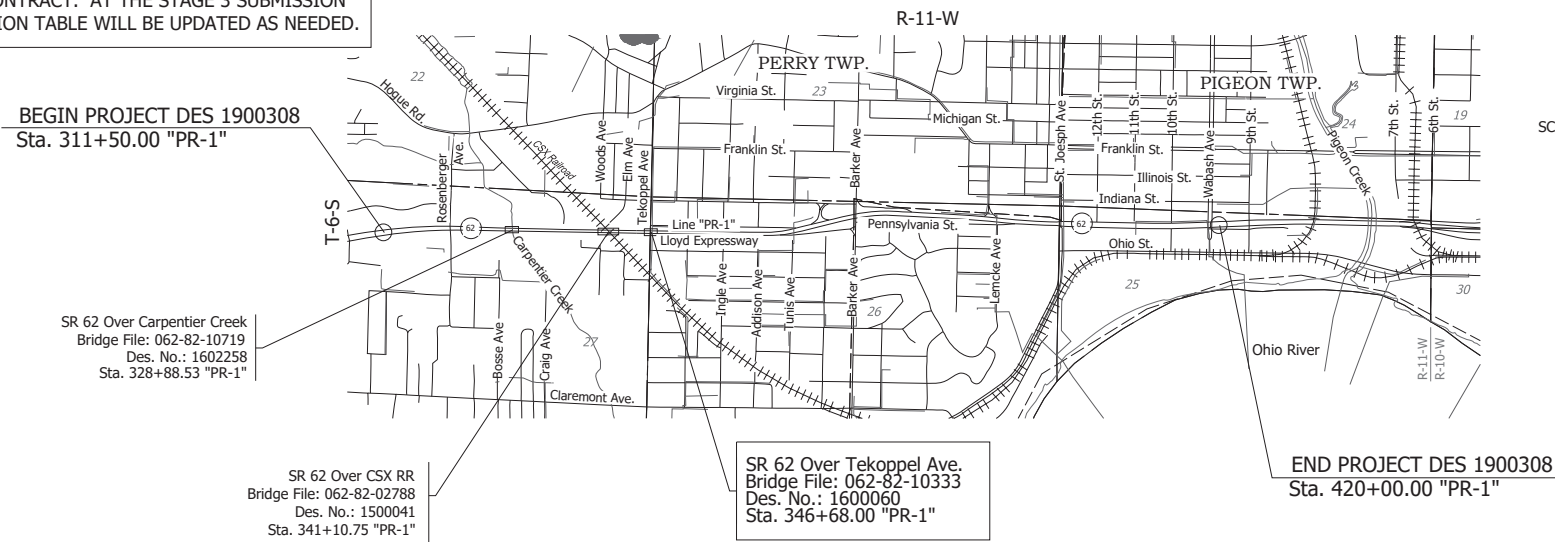 ONTRACT. AT THE STAGE 3 SUBMISSION
ION TABLE WILL BE UPDATED AS NEEDED.
R-11-W
BEGIN PROJECT DES 1900308
Sta. 311+50.00 "PR-1"
T-6-S
22
Hogue Rd.
PERRY TWP.
Virginia St.
23
Michigan St.
PIGEON TWP.
24
19
SC
CSX Railroad
Rosenberger
Ave.
Woods Ave
Elm Ave
Tekoppel Ave
Franklin St.
Barker Ave
St. Joesph Ave
12th St.
11th St.
10th St.
Wabash Ave
9th St.
7th St.
6th St.
Pigeon Creek
Franklin St.
Illinois St.
Indiana St.
62
Line "PR-1"
Lloyd Expressway
Pennsylvania St.
62
Ohio St.
Carpentier Creek
Ingle Ave
Addison Ave
Tunis Ave
Barker Ave
Lemcke Ave
26
25
30
27
Bosse Ave
Craig Ave
Claremont Ave.
Ohio River
R-11-W
R-10-W
SR 62 Over Carpentier Creek
Bridge File: 062-82-10719
Des. No.: 1602258
Sta. 328+88.53 "PR-1"
SR 62 Over CSX RR
Bridge File: 062-82-02788
Des. No.: 1500041
Sta. 341+10.75 "PR-1"
SR 62 Over Tekoppel Ave.
Bridge File: 062-82-10333
Des. No.: 1600060
Sta. 346+68.00 "PR-1"
END PROJECT DES 1900308
Sta. 420+00.00 "PR-1"